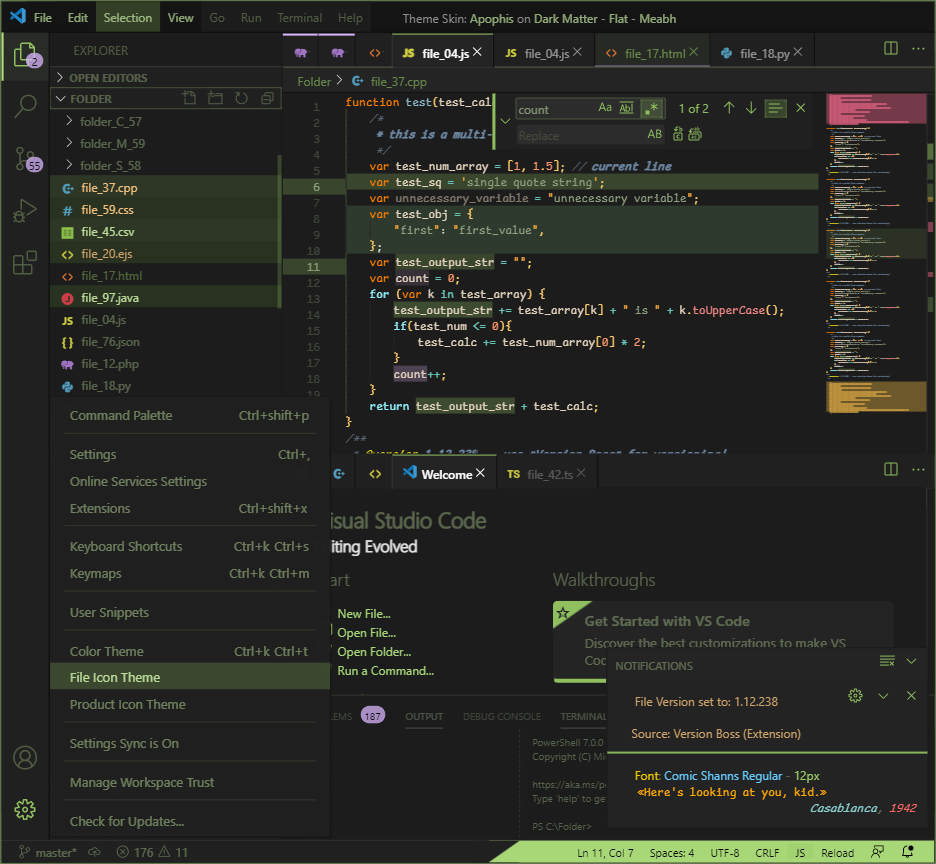 File Edit Selection View Go Run Terminal Help Theme Skin: Apophis on Dark Matter - Flat - Meabh
2
EXPLORER
JS file_04.js JS file_04.js file_17.html file_18.py
OPEN EDITORS
Folder > file_37.cpp
FOLDER
folder_C_57
folder_M_59
folder_S_58
file_37.cpp
# file_59.css
file_45.csv
file_20.ejs
file_17.html
file_97.java
JS file_04.js
{} file_76.json
file_12.php
file_18.py
55
count Aa Abl .* 1 of 2
Replace AB
1 function test(test_cal
2 /*
3 * this is a multi-
4 */
5 var test_num_array = [1, 1.5]; // current line
6 var test_sq = 'single quote string';
7 var unnecessary_variable = "unnecessary variable";
8 var test_obj = {
9 "first": "first_value",
10 };
11 var test_output_str = "";
12 var count = 0;
13 for (var k in test_array) {
14 test_output_str += test_array[k] + " is " + k.toUpperCase();
15 if(test_num <= 0){
16 test_calc += test_num_array[0] * 2;
17 }
18 count++;
19 }
return test_output_str + test_calc;
}
/**
Command Palette Ctrl+shift+p
Settings Ctrl+,
Online Services Settings
Extensions Ctrl+shift+x
Keyboard Shortcuts Ctrl+k Ctrl+s
Keymaps Ctrl+k Ctrl+m
User Snippets
Color Theme Ctrl+k Ctrl+t
File Icon Theme
Product Icon Theme
Settings Sync is On
Manage Workspace Trust
Check for Updates...
Welcome TS file_42.ts
isual Studio Code
iting Evolved
art
New File...
Open File...
Open Folder...
Run a Command...
Walkthroughs
Get Started with VS Code
Discover the best customizations to make VS
EMS 187 OUTPUT DEBUG CONSOLE TERMINAL
PowerShell 7.0.0
Copyright (C) Mi
https://aka.ms/p
Type 'help' to ge
PS C:\Folder>
NOTIFICATIONS
File Version set to: 1.12.238
Source: Version Boss (Extension)
Font: Comic Shanns Regular - 12px
«Here's looking at you, kid.»
Casablanca, 1942
master* 176 11 Ln 11, Col 7 Spaces: 4 UTF-8 CRLF JS Reload